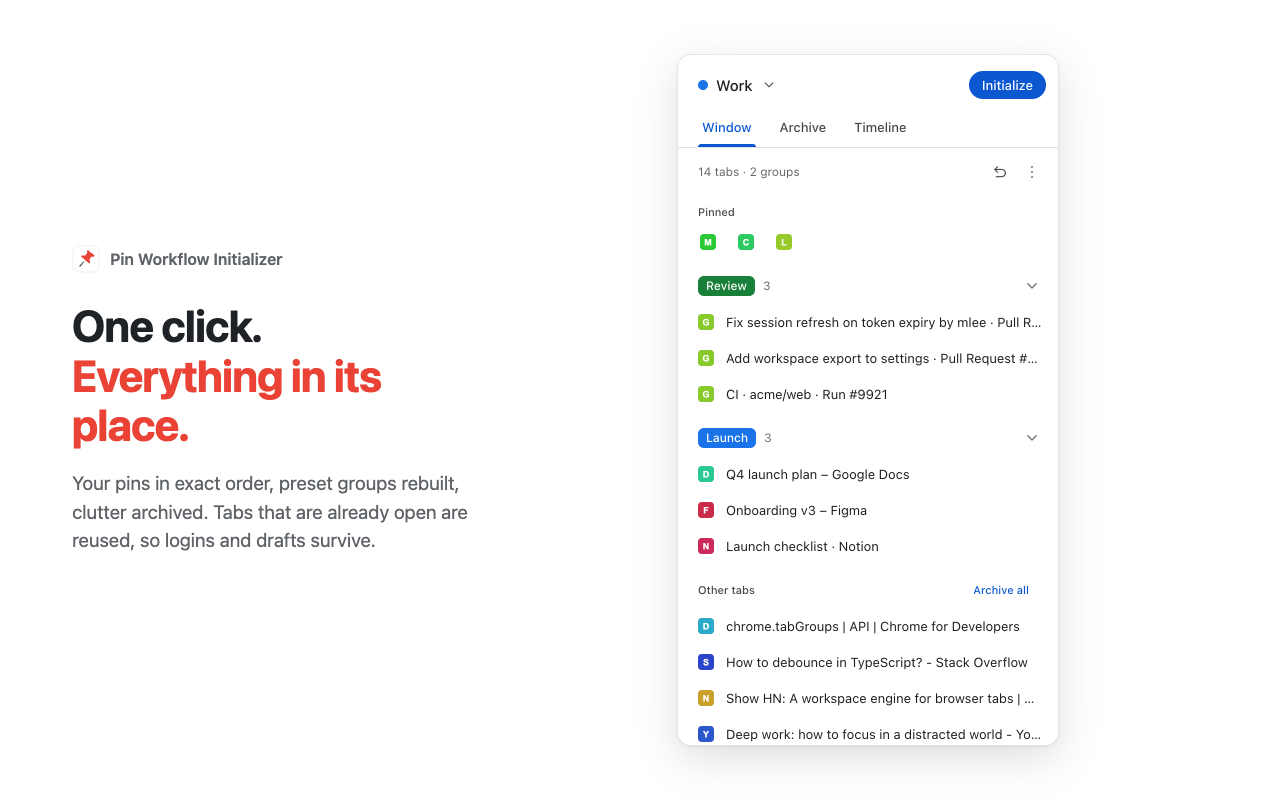 Pin Workflow Initializer
One click.
Everything in its
place.
Your pins in exact order, preset groups rebuilt,
clutter archived. Tabs that are already open are
reused, so logins and drafts survive.
Work
Initialize
Window Archive Timeline
14 tabs · 2 groups
Pinned
M C L
Review 3
G Fix session refresh on token expiry by mlee · Pull R...
G Add workspace export to settings · Pull Request #...
G CI · acme/web · Run #9921
Launch 3
D Q4 launch plan – Google Docs
F Onboarding v3 – Figma
N Launch checklist · Notion
Other tabs Archive all
D chrome.tabGroups | API | Chrome for Developers
S How to debounce in TypeScript? - Stack Overflow
N Show HN: A workspace engine for browser tabs | ...
Y Deep work: how to focus in a distracted world - Yo...